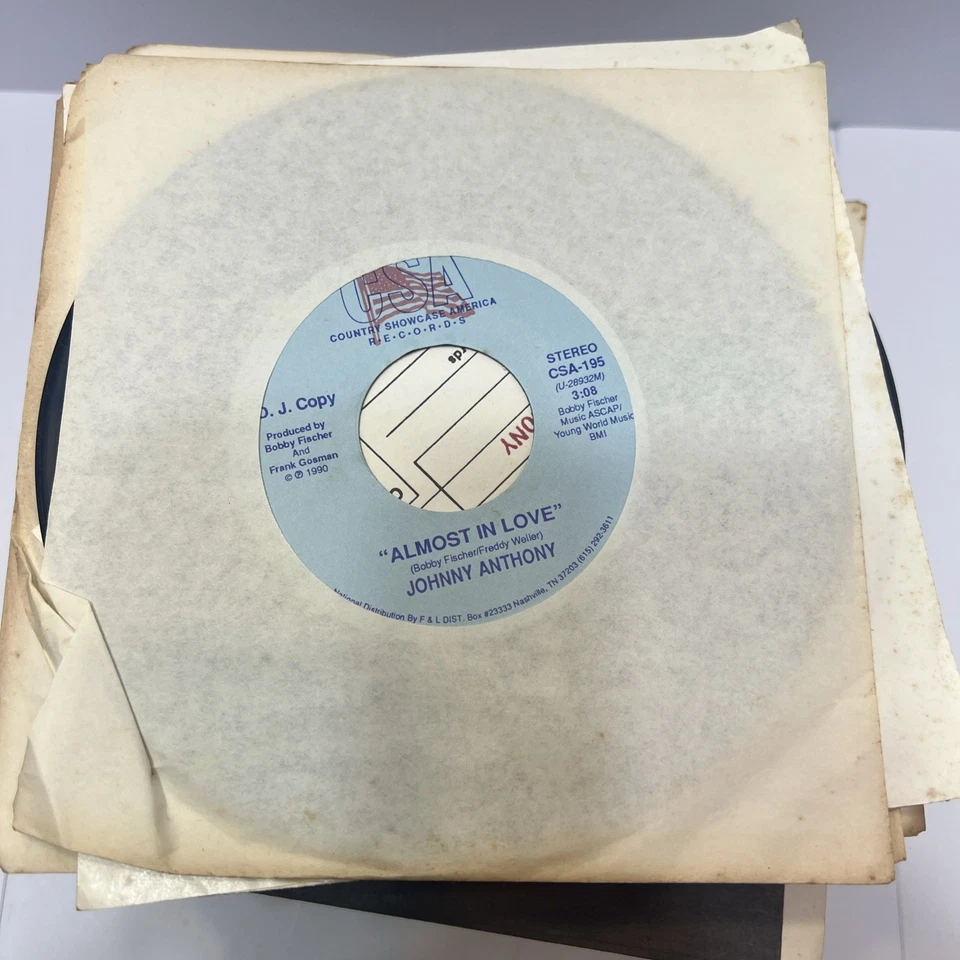 CSA
COUNTRY SHOWCASE AMERICA
R•E•C•O•R•D•S
D. J. Copy
Produced by
Bobby Fischer
And
Frank Gosman
© ℗ 1990
STEREO
CSA-195
(U-28932M)
3:08
Bobby Fischer
Music ASCAP/
Young World Music
BMI
"ALMOST IN LOVE"
(Bobby Fischer/Freddy Weller)
JOHNNY ANTHONY
National Distribution By F & L DIST. Box #23333 Nashville, TN 37203 (615) 292-3611
ONY